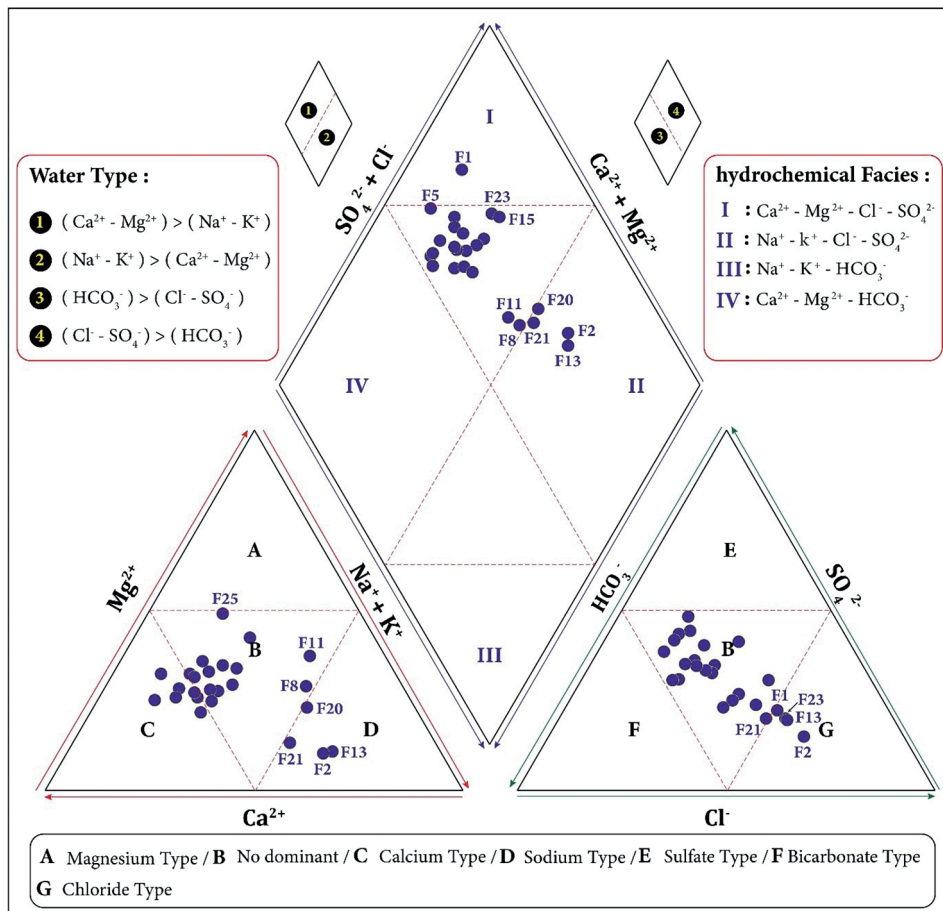 1
2
4
3
I
SO₄²⁻ + Cl⁻
Ca²⁺ + Mg²⁺
Water Type :
1 ( Ca²⁺ - Mg²⁺) > ( Na⁺ - K⁺)
2 ( Na⁺ - K⁺) > ( Ca²⁺ - Mg²⁺)
3 ( HCO₃⁻) > ( Cl⁻ - SO₄⁻)
4 ( Cl⁻ - SO₄⁻) > ( HCO₃⁻)
hydrochemical Facies :
I : Ca²⁺ - Mg²⁺ - Cl⁻ - SO₄²⁻
II : Na⁺ - k⁺ - Cl⁻ - SO₄²⁻
III : Na⁺ - K⁺ - HCO₃⁻
IV : Ca²⁺ - Mg²⁺ - HCO₃⁻
F1
F5
F23
F15
F11
F20
F8
F21
F2
F13
IV
II
III
Mg²⁺
Na⁺ + K⁺
A
F25
B
F11
F8
F20
C
D
F21
F13
F2
Ca²⁺
HCO₃⁻
SO₄²⁻
E
B
F1
F23
F13
F21
F
G
F2
Cl⁻
A Magnesium Type / B No dominant / C Calcium Type / D Sodium Type / E Sulfate Type / F Bicarbonate Type
G Chloride Type